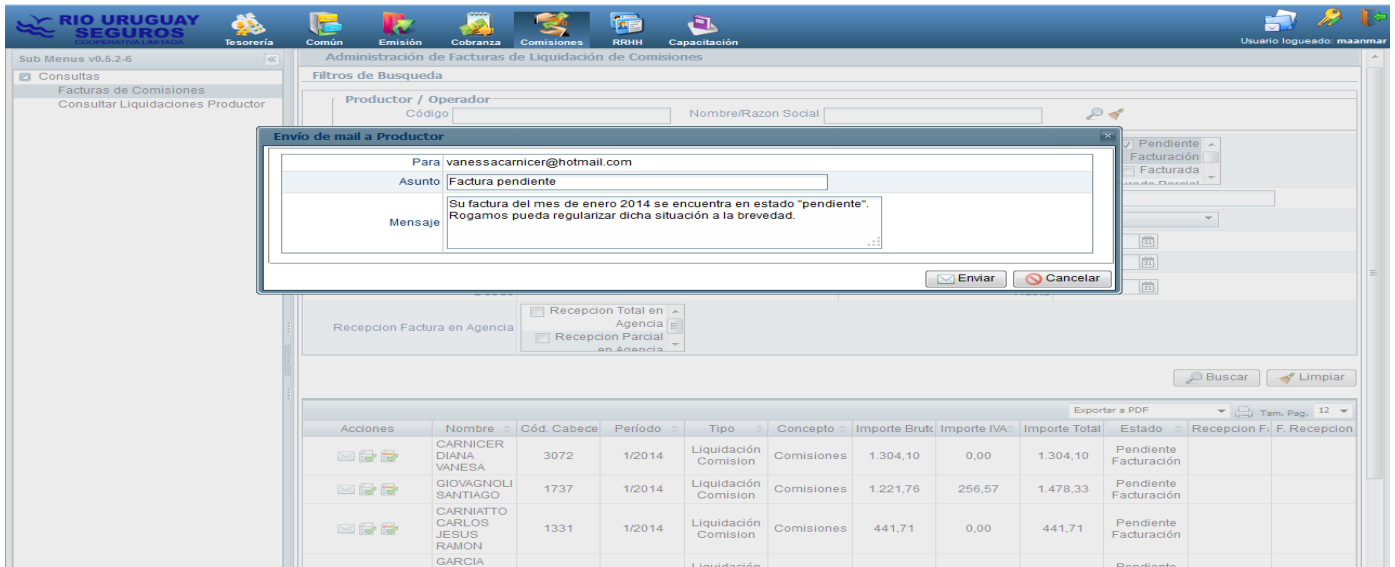 RIO URUGUAY
SEGUROS
COOPERATIVA LIMITADA
Tesorería
Común
Emisión
Cobranza
Comisiones
RRHH
Capacitación
Usuario logueado: maanmar
Sub Menus v0.5.2-6
Consultas
Facturas de Comisiones
Consultar Liquidaciones Productor
Administración de Facturas de Liquidación de Comisiones
Filtros de Busqueda
Productor / Operador
Código
Nombre/Razon Social
Envío de mail a Productor
Para vanessacarnicer@hotmail.com
Asunto Factura pendiente
Mensaje
Su factura del mes de enero 2014 se encuentra en estado "pendiente".
Rogamos pueda regularizar dicha situación a la brevedad.
Enviar
Cancelar
Pendiente
Facturación
Facturada
Recepcion Factura en Agencia
Recepcion Total en
Agencia
Recepcion Parcial
en Agencia
Buscar
Limpiar
Exportar a PDF
Tam. Pag. 12
Acciones Nombre Cód. Cabece Período Tipo Concepto Importe Brutc Importe IVA Importe Total Estado Recepcion F: F. Recepcion
CARNICER
DIANA
VANESA
3072 1/2014
Liquidación
Comision
Comisiones 1.304,10 0,00 1.304,10
Pendiente
Facturación
GIOVAGNOLI
SANTIAGO
1737 1/2014
Liquidación
Comision
Comisiones 1.221,76 256,57 1.478,33
Pendiente
Facturación
CARNIATTO
CARLOS
JESUS
RAMON
1331 1/2014
Liquidación
Comision
Comisiones 441,71 0,00 441,71
Pendiente
Facturación
GARCIA
Liquidación
Pendiente